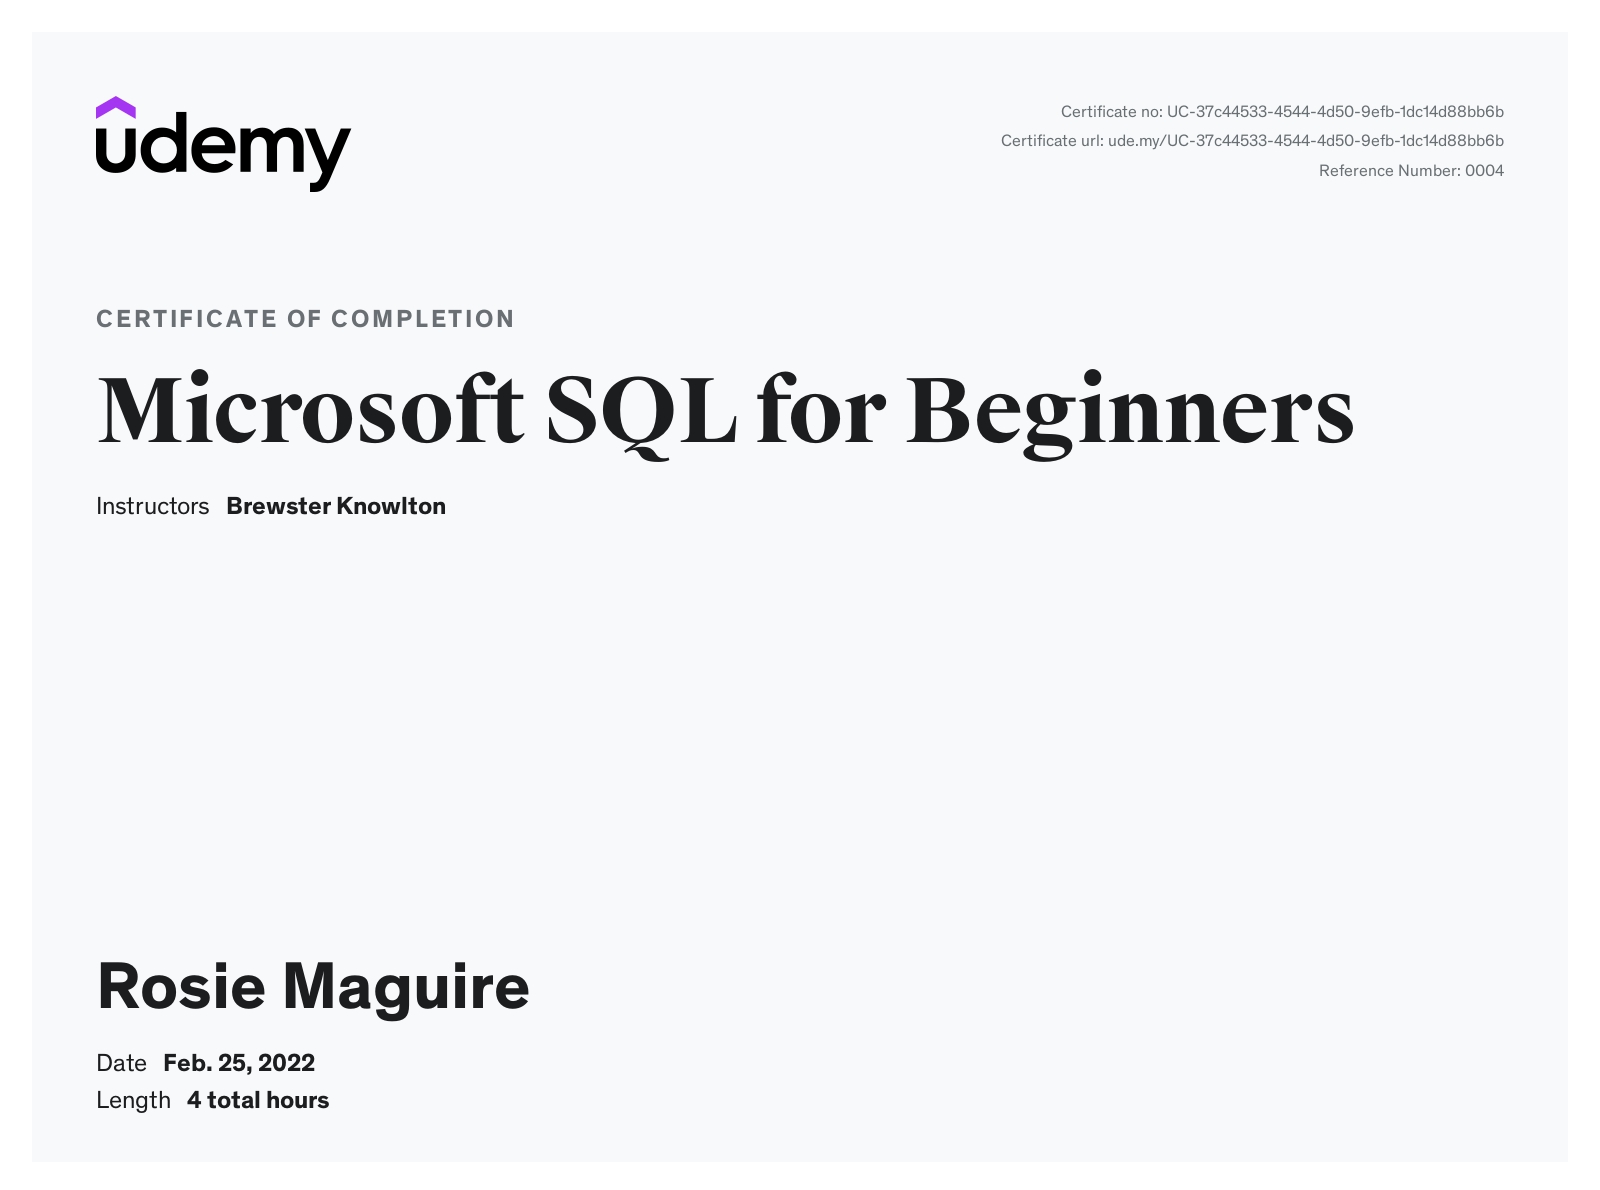 udemy
Certificate no: UC-37c44533-4544-4d50-9efb-1dc14d88bb6b
Certificate url: ude.my/UC-37c44533-4544-4d50-9efb-1dc14d88bb6b
Reference Number: 0004
CERTIFICATE OF COMPLETION
Microsoft SQL for Beginners
Instructors Brewster Knowlton
Rosie Maguire
Date Feb. 25, 2022
Length 4 total hours